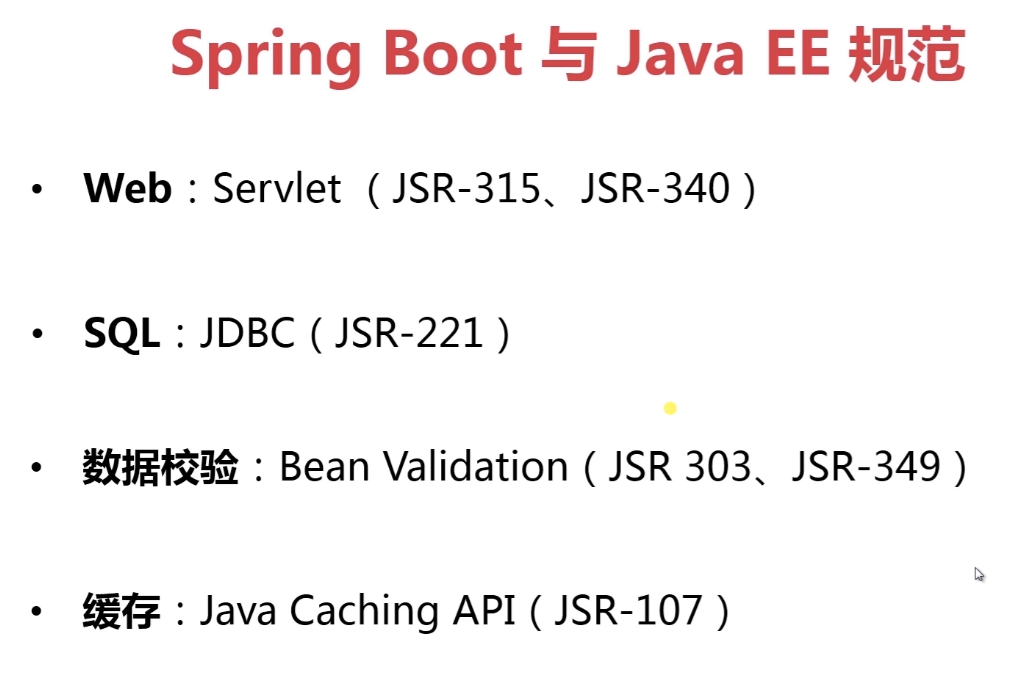 Spring Boot 与 Java EE 规范
• Web：Servlet （JSR-315、JSR-340）
• SQL：JDBC（JSR-221）
• 数据校验：Bean Validation（JSR 303、JSR-349）
• 缓存：Java Caching API（JSR-107）